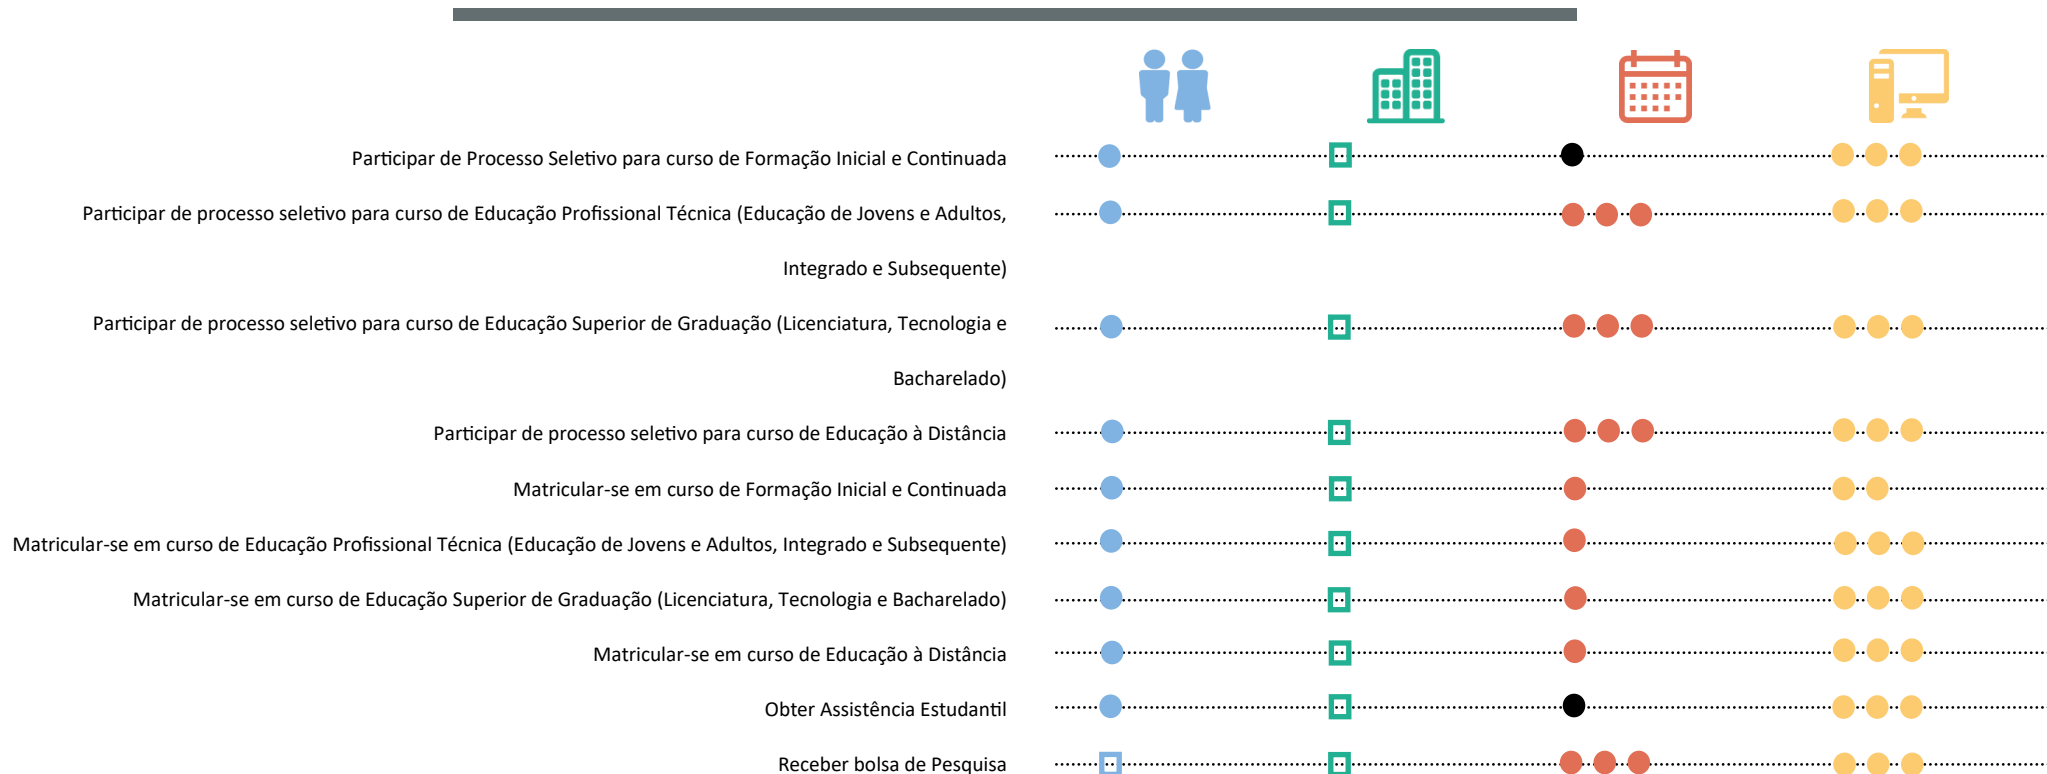 Participar de Processo Seletivo para curso de Formação Inicial e Continuada
Participar de processo seletivo para curso de Educação Profissional Técnica (Educação de Jovens e Adultos,
Integrado e Subsequente)
Participar de processo seletivo para curso de Educação Superior de Graduação (Licenciatura, Tecnologia e
Bacharelado)
Participar de processo seletivo para curso de Educação à Distância
Matricular-se em curso de Formação Inicial e Continuada
Matricular-se em curso de Educação Profissional Técnica (Educação de Jovens e Adultos, Integrado e Subsequente)
Matricular-se em curso de Educação Superior de Graduação (Licenciatura, Tecnologia e Bacharelado)
Matricular-se em curso de Educação à Distância
Obter Assistência Estudantil
Receber bolsa de Pesquisa